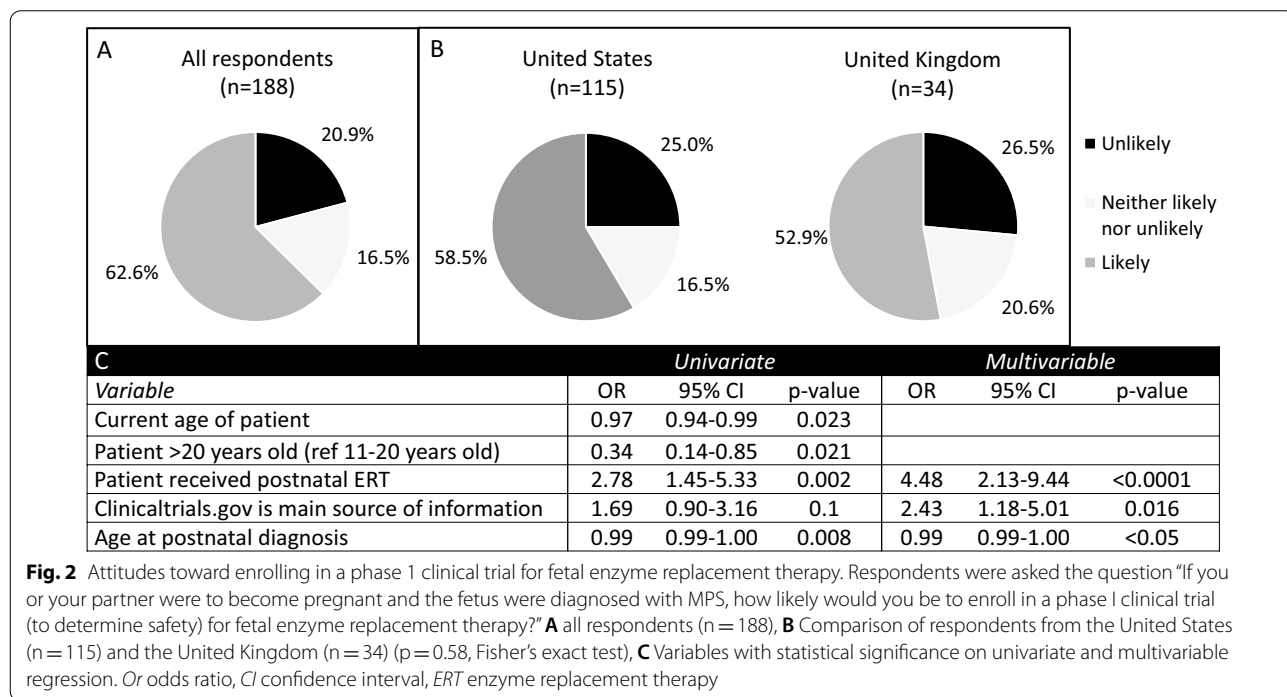 A
All respondents
(n=188)
20.9%
16.5%
62.6%
B
United States
(n=115)
25.0%
58.5%
16.5%
United Kingdom
(n=34)
26.5%
52.9%
20.6%
Unlikely
Neither likely
nor unlikely
Likely
C Univariate Multivariable
Variable OR 95% CI p-value OR 95% CI p-value
Current age of patient 0.97 0.94-0.99 0.023
Patient >20 years old (ref 11-20 years old) 0.34 0.14-0.85 0.021
Patient received postnatal ERT 2.78 1.45-5.33 0.002 4.48 2.13-9.44 <0.0001
Clinicaltrials.gov is main source of information 1.69 0.90-3.16 0.1 2.43 1.18-5.01 0.016
Age at postnatal diagnosis 0.99 0.99-1.00 0.008 0.99 0.99-1.00 <0.05
Fig. 2 Attitudes toward enrolling in a phase 1 clinical trial for fetal enzyme replacement therapy. Respondents were asked the question “If you
or your partner were to become pregnant and the fetus were diagnosed with MPS, how likely would you be to enroll in a phase I clinical trial
(to determine safety) for fetal enzyme replacement therapy?” A all respondents (n = 188), B Comparison of respondents from the United States
(n = 115) and the United Kingdom (n = 34) (p = 0.58, Fisher’s exact test), C Variables with statistical significance on univariate and multivariable
regression. Or odds ratio, CI confidence interval, ERT enzyme replacement therapy